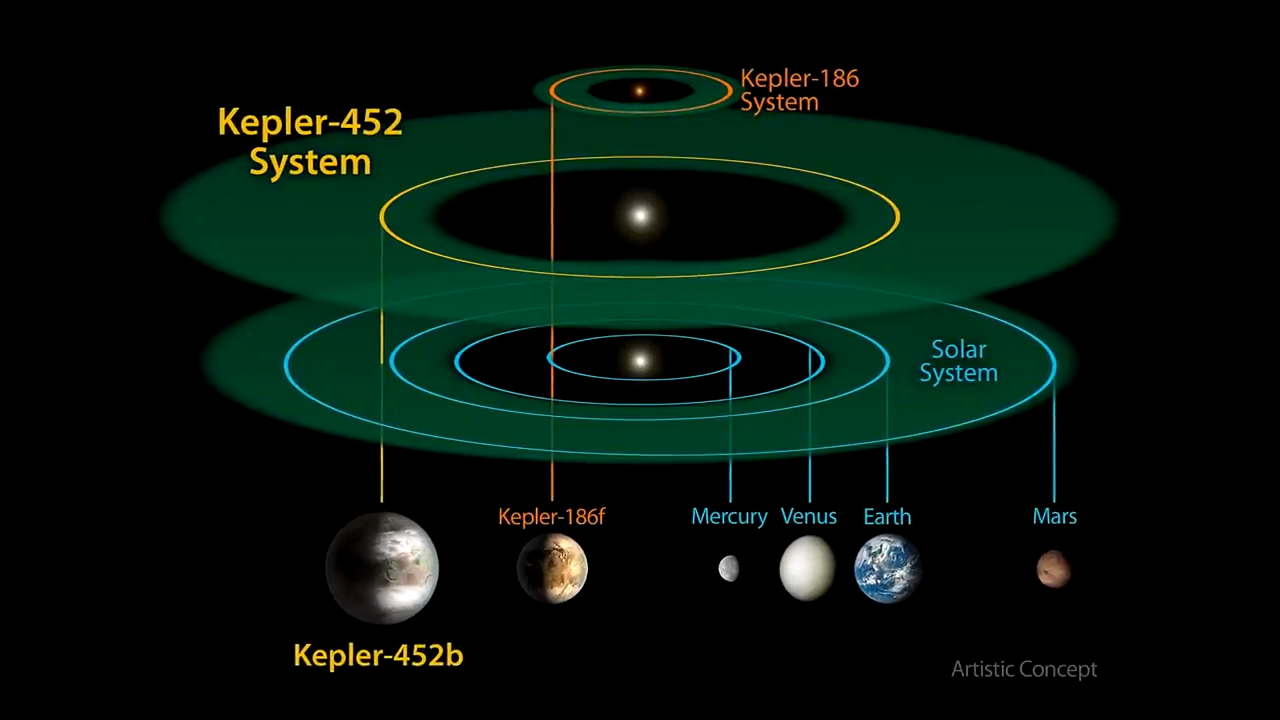 Kepler-186
System
Kepler-452
System
Solar
System
Kepler-186f
Mercury
Venus
Earth
Mars
Kepler-452b
Artistic Concept